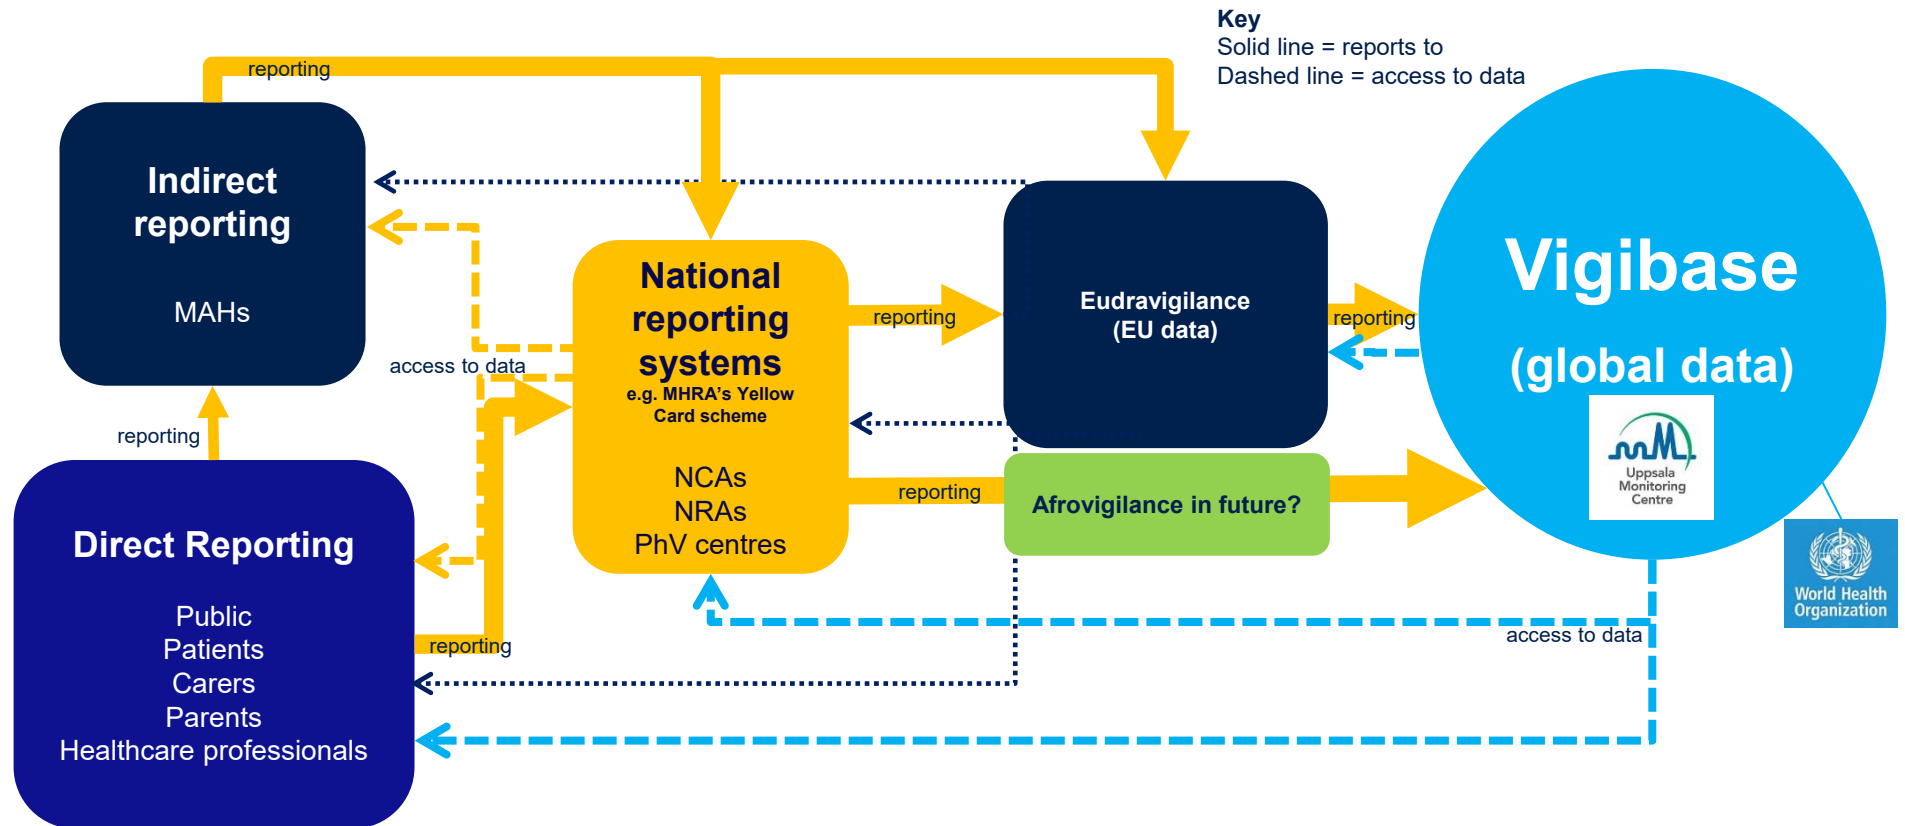 Key
Solid line = reports to
Dashed line = access to data
reporting
Indirect
reporting
MAHs
National
reporting
systems
e.g. MHRA’s Yellow
Card scheme
NCAs
NRAs
PhV centres
Eudravigilance
(EU data)
Vigibase
(global data)
Uppsala
Monitoring
Centre
World Health
Organization
reporting
reporting
access to data
reporting
reporting
Afrovigilance in future?
Direct Reporting
Public
Patients
Carers
Parents
Healthcare professionals
reporting
access to data